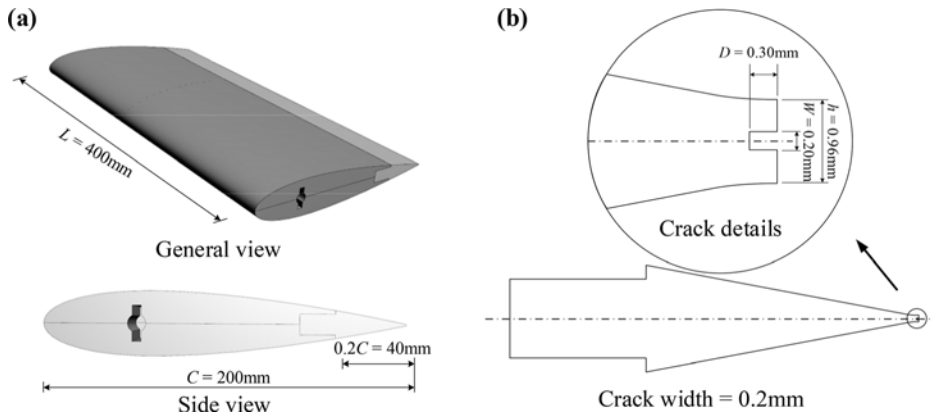 (a)
L = 400mm
General view
0.2C = 40mm
C = 200mm
Side view
(b)
D = 0.30mm
W = 0.20mm
h = 0.96mm
Crack details
Crack width = 0.2mm